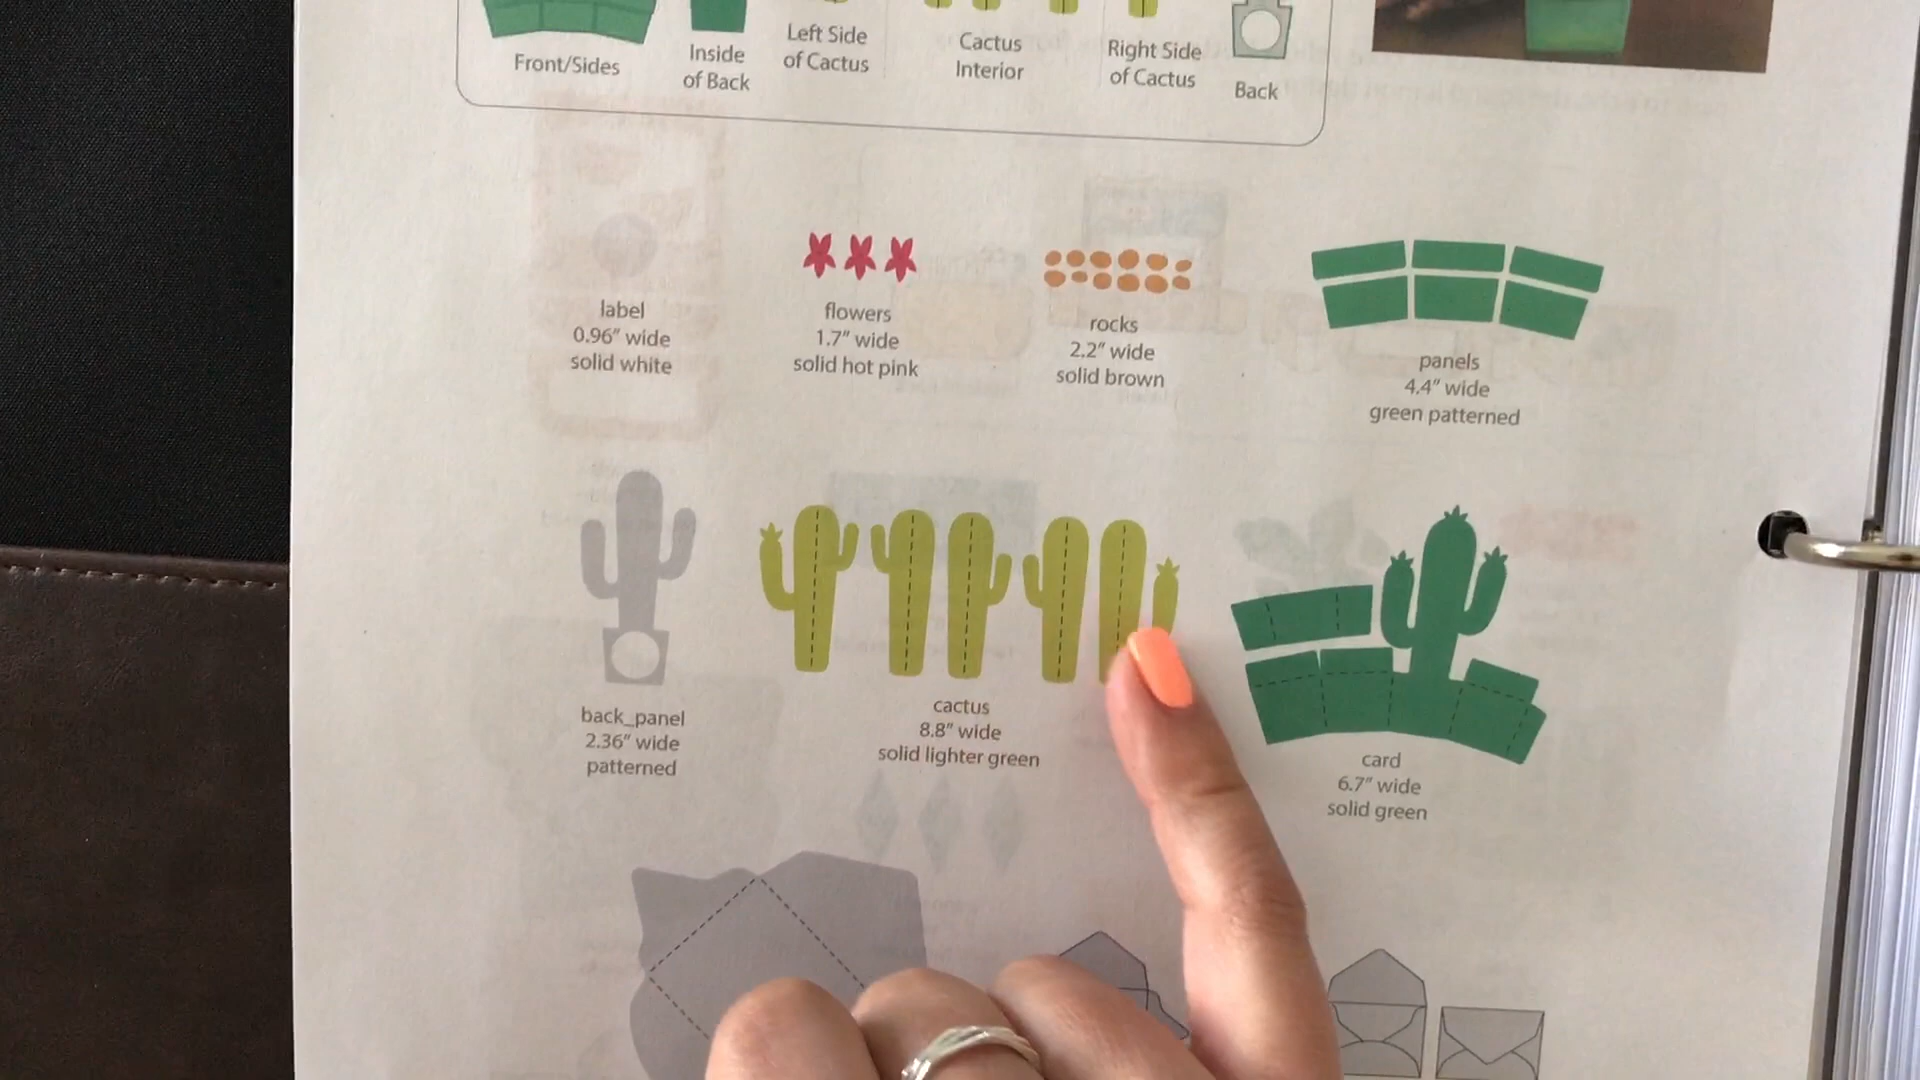 Front/Sides
Inside
of Back
Left Side
of Cactus
Cactus
Interior
Right Side
of Cactus
Back
label
0.96" wide
solid white
flowers
1.7" wide
solid hot pink
rocks
2.2" wide
solid brown
panels
4.4" wide
green patterned
back_panel
2.36" wide
patterned
cactus
8.8" wide
solid lighter green
card
6.7" wide
solid green